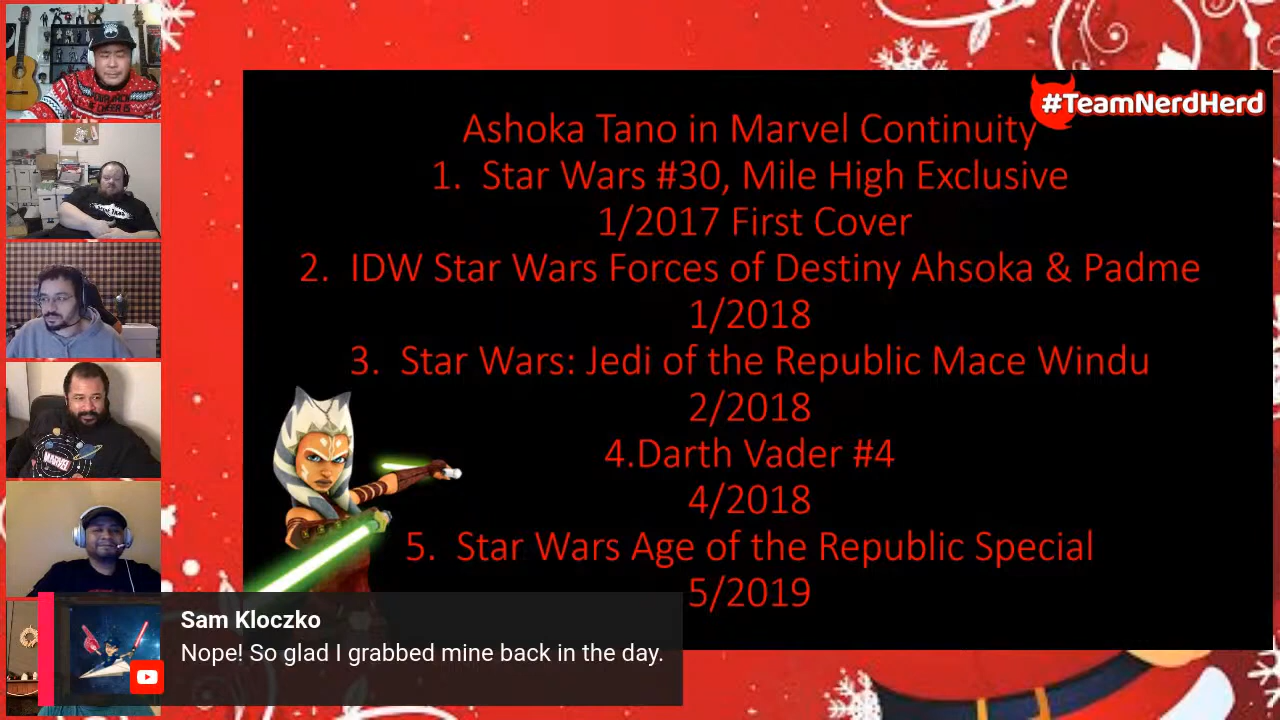 #TeamNerdHerd
Ashoka Tano in Marvel Continuity
1. Star Wars #30, Mile High Exclusive
1/2017 First Cover
2. IDW Star Wars Forces of Destiny Ahsoka & Padme
1/2018
3. Star Wars: Jedi of the Republic Mace Windu
2/2018
4.Darth Vader #4
4/2018
5. Star Wars Age of the Republic Special
5/2019
MARVEL
Sam Kloczko
Nope! So glad I grabbed mine back in the day.